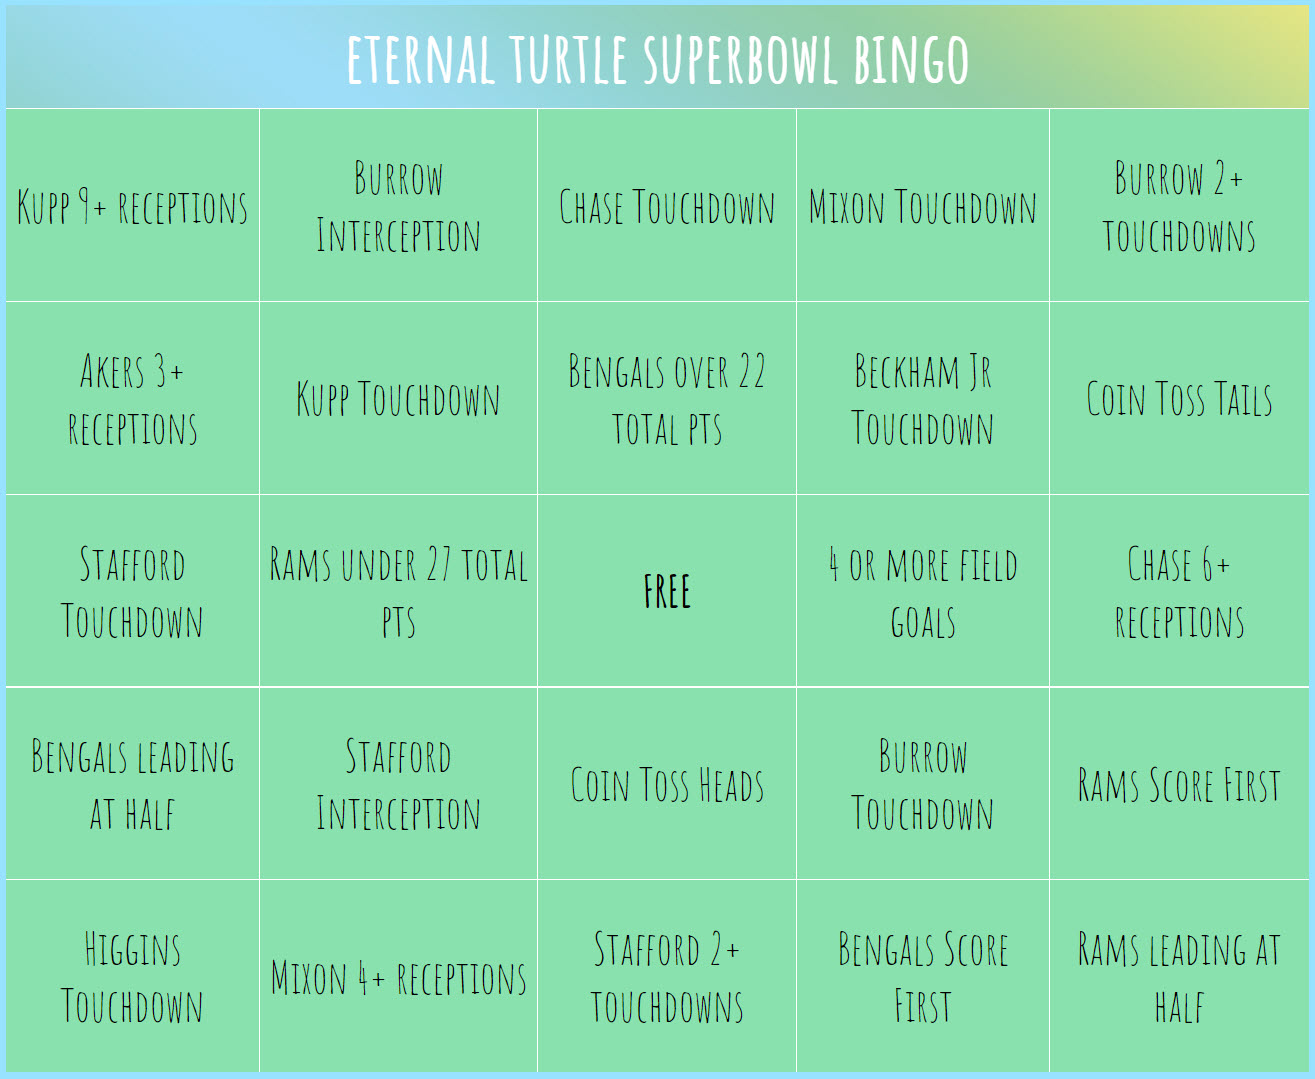 ETERNAL TURTLE SUPERBOWL BINGO
Kupp 9+ receptions
Burrow
Interception
Chase Touchdown
Mixon Touchdown
Burrow 2+
touchdowns
Akers 3+
receptions
Kupp Touchdown
Bengals over 22
total pts
Beckham Jr
Touchdown
Coin Toss Tails
Stafford
Touchdown
Rams under 27 total
pts
FREE
4 or more field
goals
Chase 6+
receptions
Bengals leading
at half
Stafford
Interception
Coin Toss Heads
Burrow
Touchdown
Rams Score First
Higgins
Touchdown
Mixon 4+ receptions
Stafford 2+
touchdowns
Bengals Score
First
Rams leading at
half